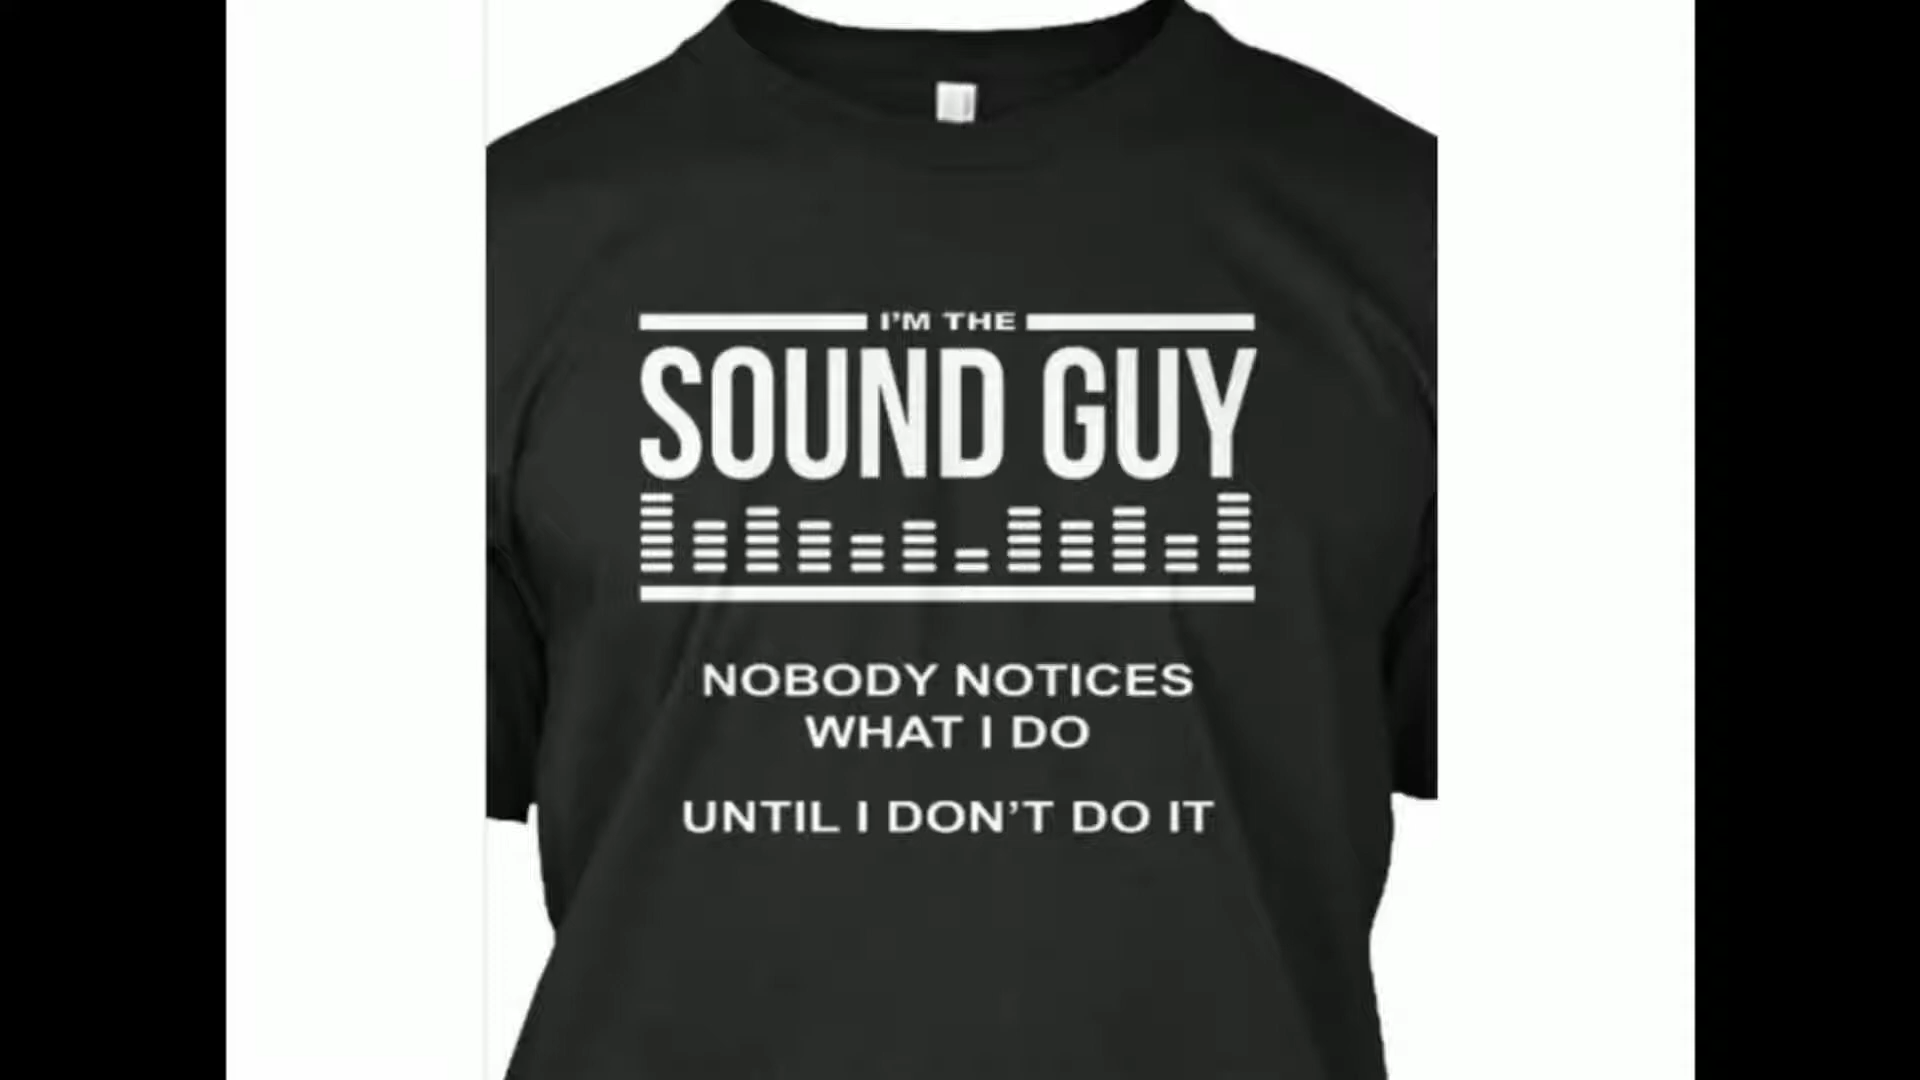 I'M THE
SOUND GUY
NOBODY NOTICES
WHAT I DO
UNTIL I DON'T DO IT